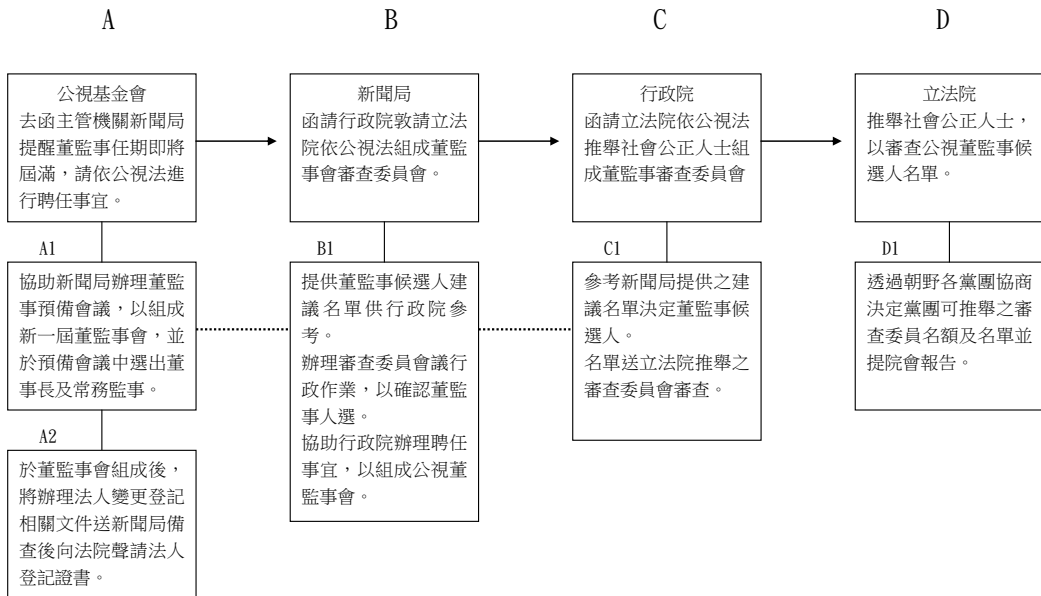 A
B
C
D
公視基金會
去函主管機關新聞局
提醒董監事任期即將
屆滿，請依公視法進
行聘任事宜。
新聞局
函請行政院敦請立法
院依公視法組成董監
事會審查委員會。
行政院
函請立法院依公視法
推舉社會公正人士組
成董監事審查委員會
立法院
推舉社會公正人士，
以審查公視董監事候
選人名單。
A1
協助新聞局辦理董監
事預備會議，以組成
新一屆董監事會，並
於預備會議中選出董
事長及常務監事。
B1
提供董監事候選人建
議名單供行政院參
考。
辦理審查委員會議行
政作業，以確認董監
事人選。
協助行政院辦理聘任
事宜，以組成公視董
監事會。
C1
參考新聞局提供之建
議名單決定董監事候
選人。
名單送立法院推舉之
審查委員會審查。
D1
透過朝野各黨團協商
決定黨團可推舉之審
查委員名額及名單並
提院會報告。
A2
於董監事會組成後，
將辦理法人變更登記
相關文件送新聞局備
查後向法院聲請法人
登記證書。